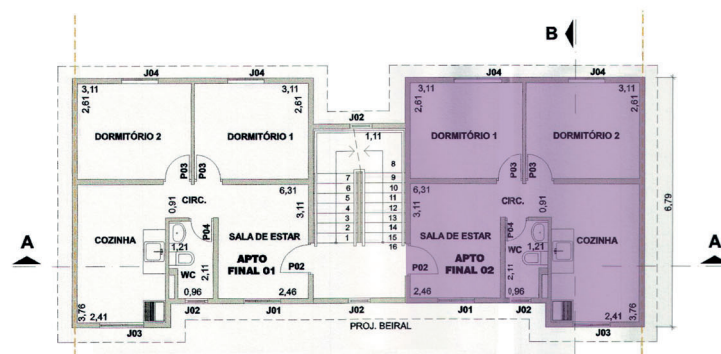 B
J04 J04 J04 J04
3,11 3,11 3,11 3,11
2,61 2,61 2,61 2,61
J02
1,11
DORMITÓRIO 2 DORMITÓRIO 1 DORMITÓRIO 1 DORMITÓRIO 2
6,79
P03 P03 P03 P03
8
7 9
6 10
5 11
4 12
3 13
2 14
1 15
16
6,31 6,31
3,11 3,11
CIRC. CIRC.
0,91 0,91
P04 P04
COZINHA SALA DE ESTAR SALA DE ESTAR COZINHA
1,21 1,21
A A
APTO APTO
FINAL 01 FINAL 02
WC WC
P02 P02
2,11 2,11
0,96 2,46 2,46 0,96
3,76 3,76
2,41 2,41
J02 J01 J02 J01 J02
J03 J03
PROJ. BEIRAL